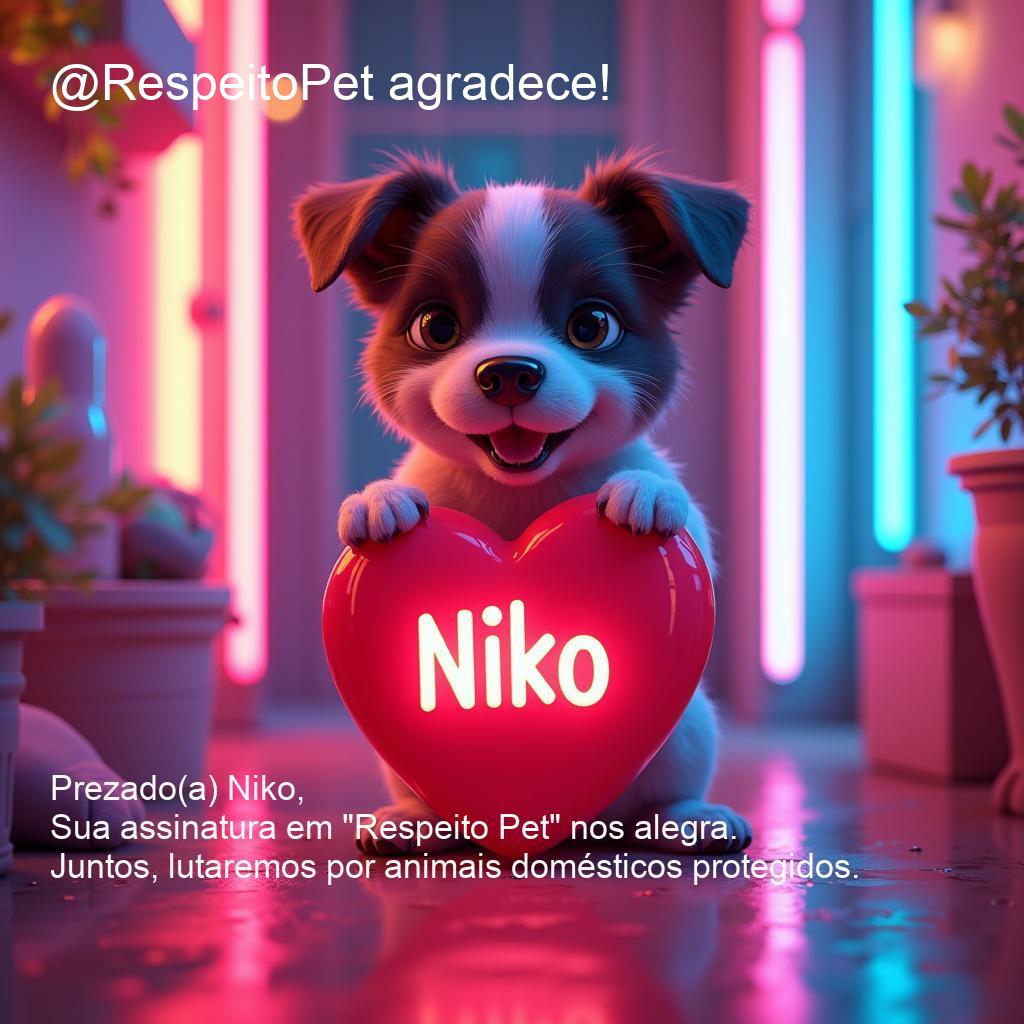 @RespeitoPet agradece!
Niko
Prezado(a) Niko,
Sua assinatura em "Respeito Pet" nos alegra.
Juntos, lutaremos por animais domésticos protegidos.